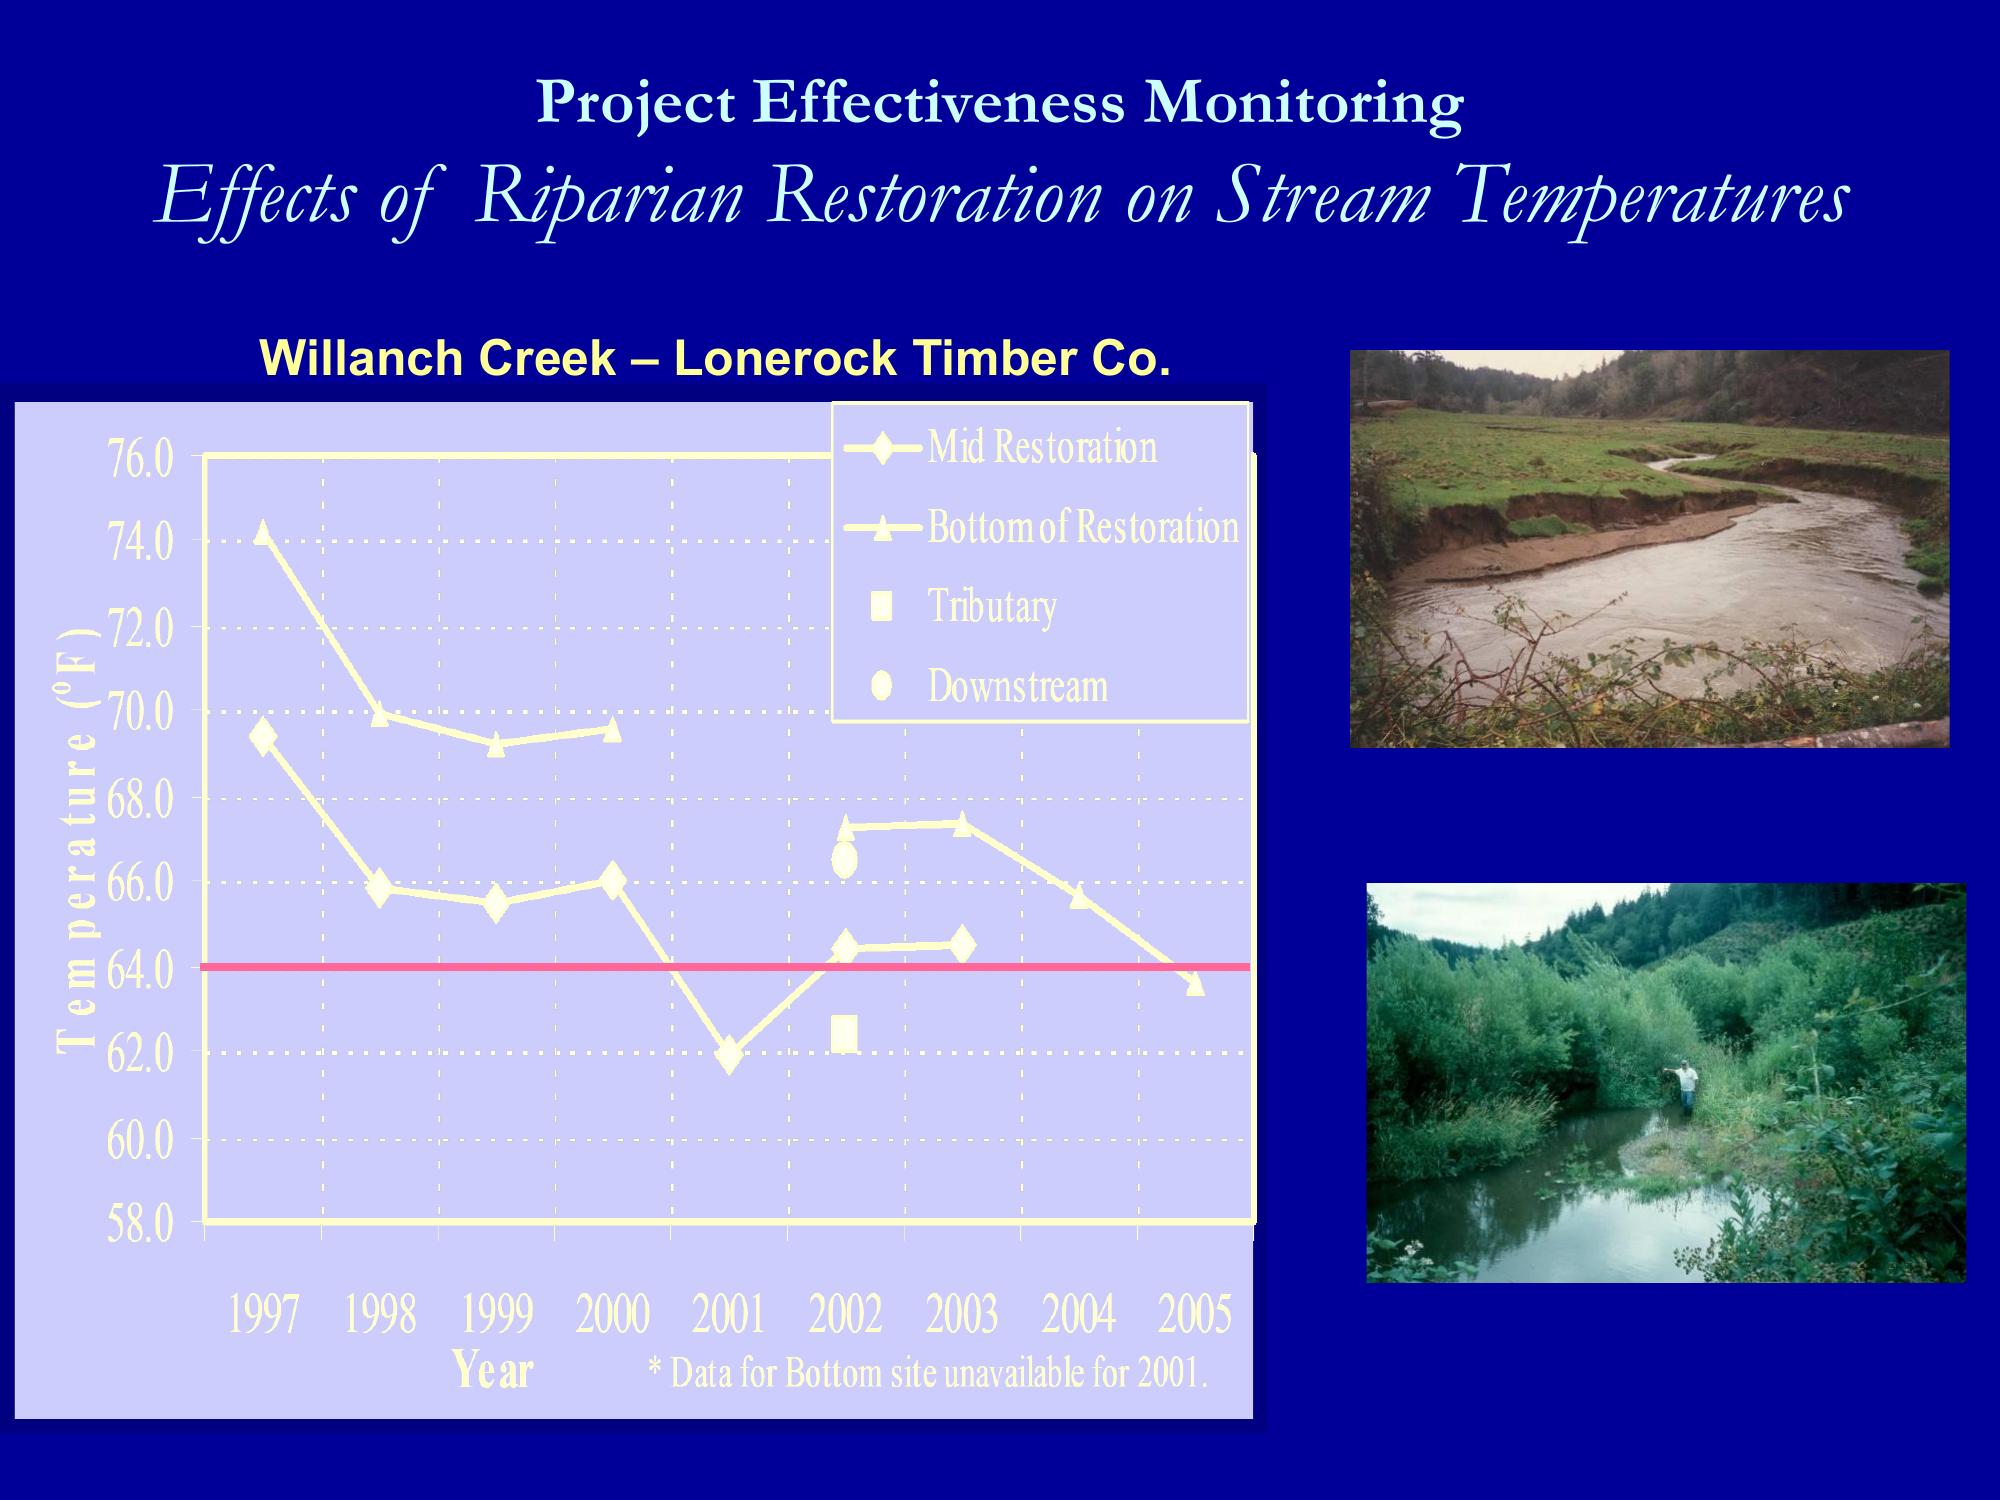 Project Effectiveness Monitoring
Effects of Riparian Restoration on Stream Temperatures
Willanch Creek – Lonerock Timber Co.
Mid Restoration
Bottom of Restoration
Tributary
Downstream
Temperature (⁰F)
76.0
74.0
72.0
70.0
68.0
66.0
64.0
62.0
60.0
58.0
1997 1998 1999 2000 2001 2002 2003 2004 2005
Year
* Data for Bottom site unavailable for 2001.